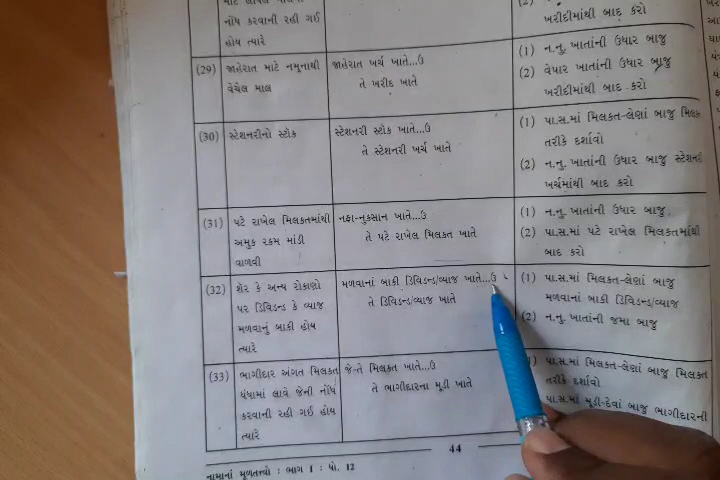 નોંધ કરવાની રહી ગઈ
હોય ત્યારે
(2)
ખરીદીમાંથી બાદ કરો
(29) જાહેરાત માટે નમૂનાથી વેચેલ માલ
જાહેરાત ખર્ચ ખાતે...ઉ
તે ખરીદ ખાતે
(1) ન.નુ. ખાતાની ઉધાર બાજુ
(2) વેપાર ખાતાની ઉધાર બાજુ
ખરીદીમાંથી બાદ કરો
(30) સ્ટેશનરીનો સ્ટૉક
સ્ટેશનરી સ્ટૉક ખાતે...ઉ
તે સ્ટેશનરી ખર્ચ ખાતે
(1) પા.સ.માં મિલકત-લેણાં બાજુ મિલકત
તરીકે દર્શાવો
(2) ન.નુ. ખાતાની ઉધાર બાજુ સ્ટેશનરી
ખર્ચમાંથી બાદ કરો
(31) પટે રાખેલ મિલકતમાંથી
અમુક રકમ માંડી
વાળવી
નફા-નુકસાન ખાતે...ઉ
તે પટે રાખેલ મિલકત ખાતે
(1) ન.નુ. ખાતાની ઉધાર બાજુ
(2) પા.સ.માં પટે રાખેલ મિલકતમાંથી
બાદ કરો
(32) શેર કે અન્ય રોકાણો
પર ડિવિડન્ડ કે વ્યાજ
મળવાનું બાકી હોય
ત્યારે
મળવાનાં બાકી ડિવિડન્ડ/વ્યાજ ખાતે...ઉ
તે ડિવિડન્ડ/વ્યાજ ખાતે
(1) પા.સ.માં મિલકત-લેણાં બાજુ
મળવાનાં બાકી ડિવિડન્ડ/વ્યાજ
(2) ન.નુ. ખાતાની જમા બાજુ
(33) ભાગીદાર અંગત મિલકત
ધંધામાં લાવે જેની નોંધ
કરવાની રહી ગઈ હોય
ત્યારે
જે-તે મિલકત ખાતે...ઉ
તે ભાગીદારના મૂડી ખાતે
પા.સ.માં મિલકત-લેણાં બાજુ મિલકત
તરીકે દર્શાવો
પા.સ.માં મૂડી-દેવાં બાજુ ભાગીદારની
44
નામાનાં મૂળતત્ત્વો : ભાગ I : ધો. 12